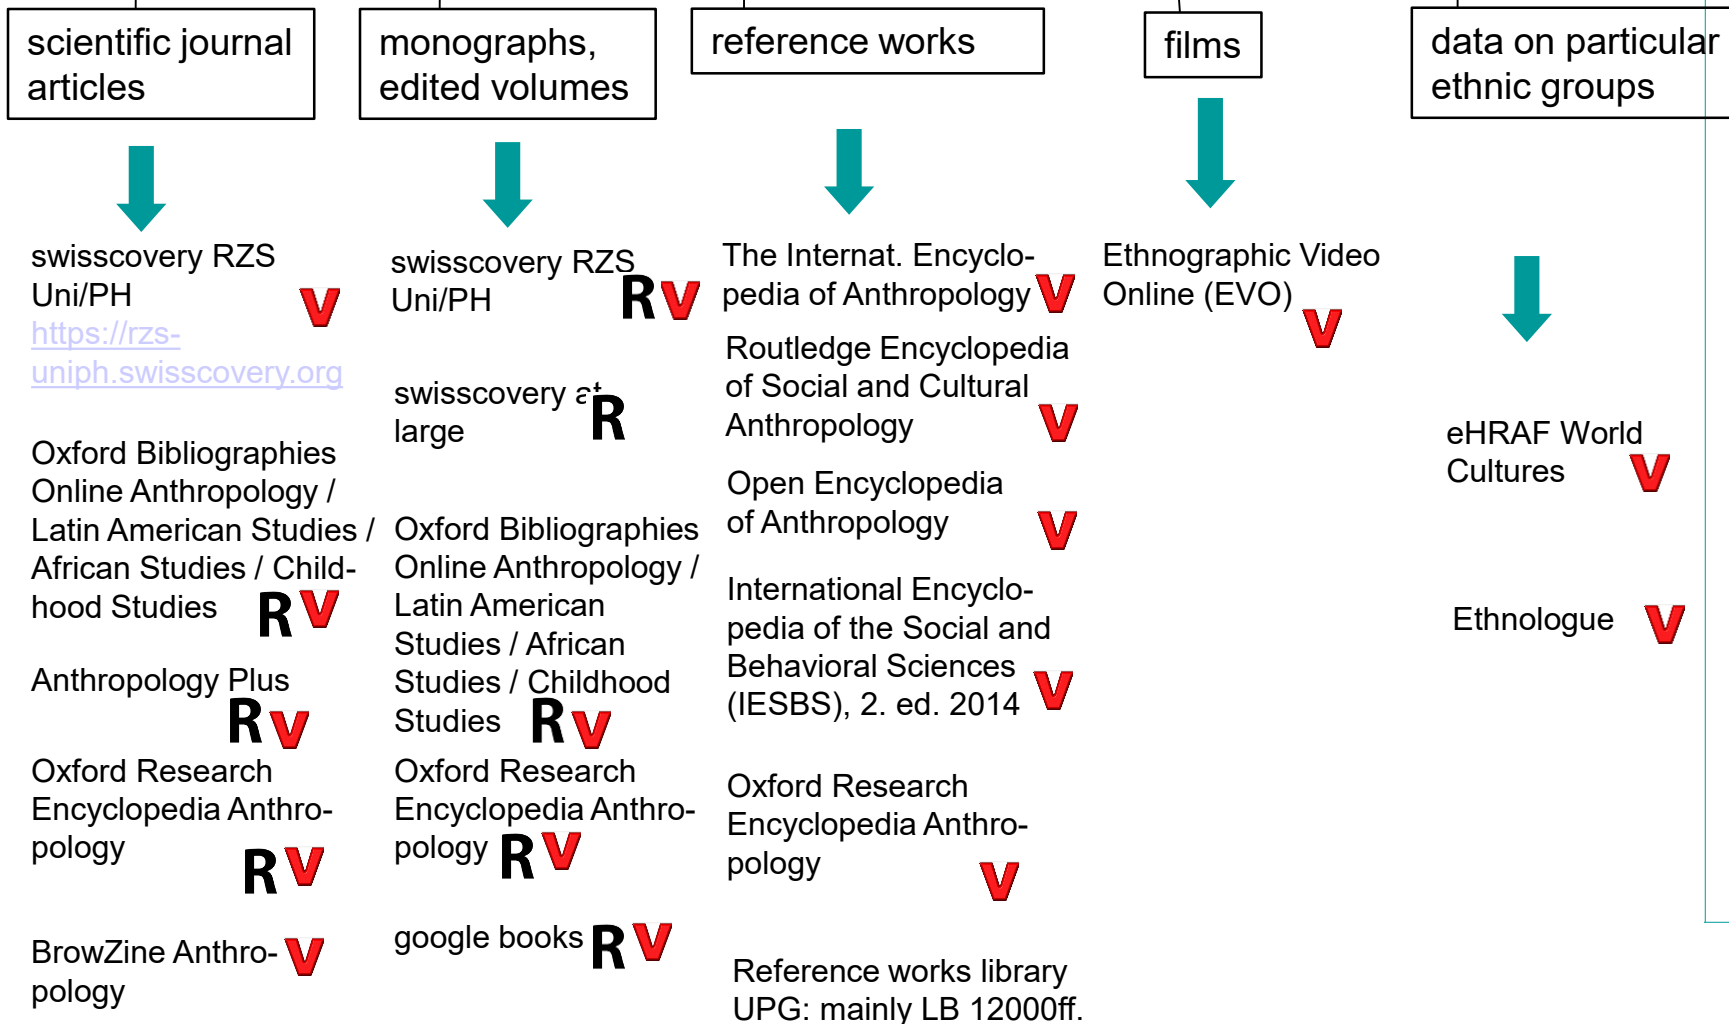 scientific journal
articles
monographs,
edited volumes
reference works
films
data on particular
ethnic groups
swisscovery RZS
Uni/PH V
https://rzs-
uniph.swisscovery.org
Oxford Bibliographies
Online Anthropology /
Latin American Studies /
African Studies / Child-
hood Studies R V
Anthropology Plus
R V
Oxford Research
Encyclopedia Anthro-
pology R V
BrowZine Anthro- V
pology
swisscovery RZS
Uni/PH R V
swisscovery at
large R
Oxford Bibliographies
Online Anthropology /
Latin American
Studies / African
Studies / Childhood
Studies R V
Oxford Research
Encyclopedia Anthro-
pology R V
google books R V
The Internat. Encyclo-
pedia of Anthropology V
Routledge Encyclopedia
of Social and Cultural
Anthropology V
Open Encyclopedia
of Anthropology V
International Encyclo-
pedia of the Social and
Behavioral Sciences
(IESBS), 2. ed. 2014 V
Oxford Research
Encyclopedia Anthro-
pology V
Reference works library
UPG: mainly LB 12000ff.
Ethnographic Video
Online (EVO) V
eHRAF World
Cultures V
Ethnologue V